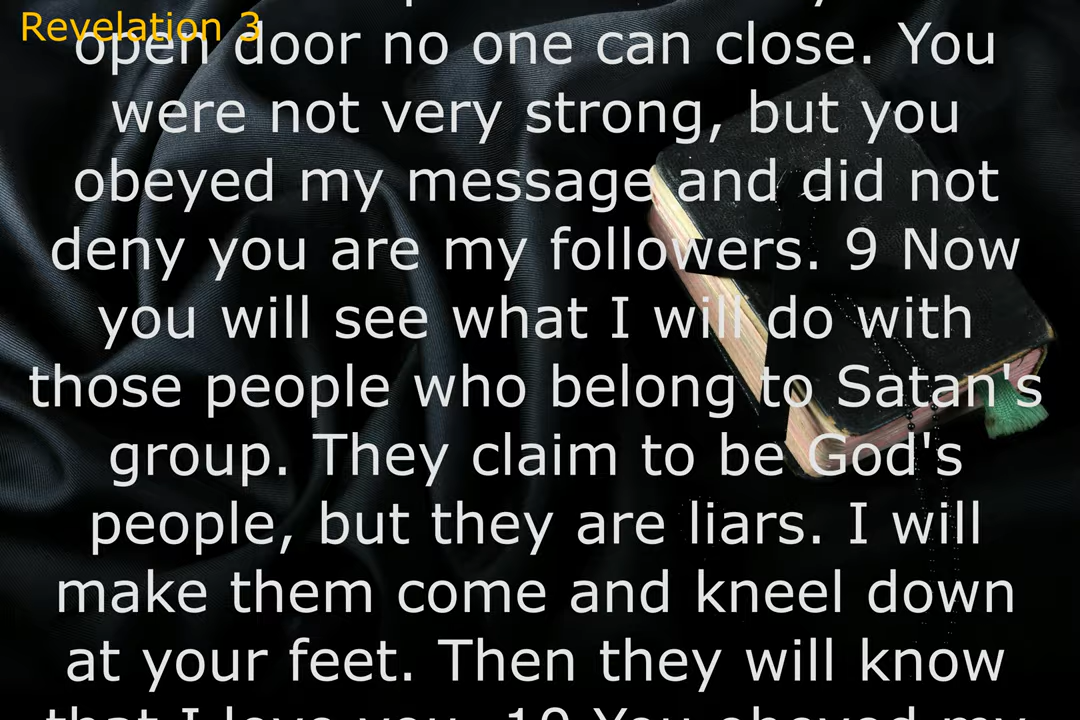 Revelation 3
open door no one can close. You
were not very strong, but you
obeyed my message and did not
deny you are my followers. 9 Now
you will see what I will do with
those people who belong to Satan's
group. They claim to be God's
people, but they are liars. I will
make them come and kneel down
at your feet. Then they will know
that I love you. 10 You obeyed my